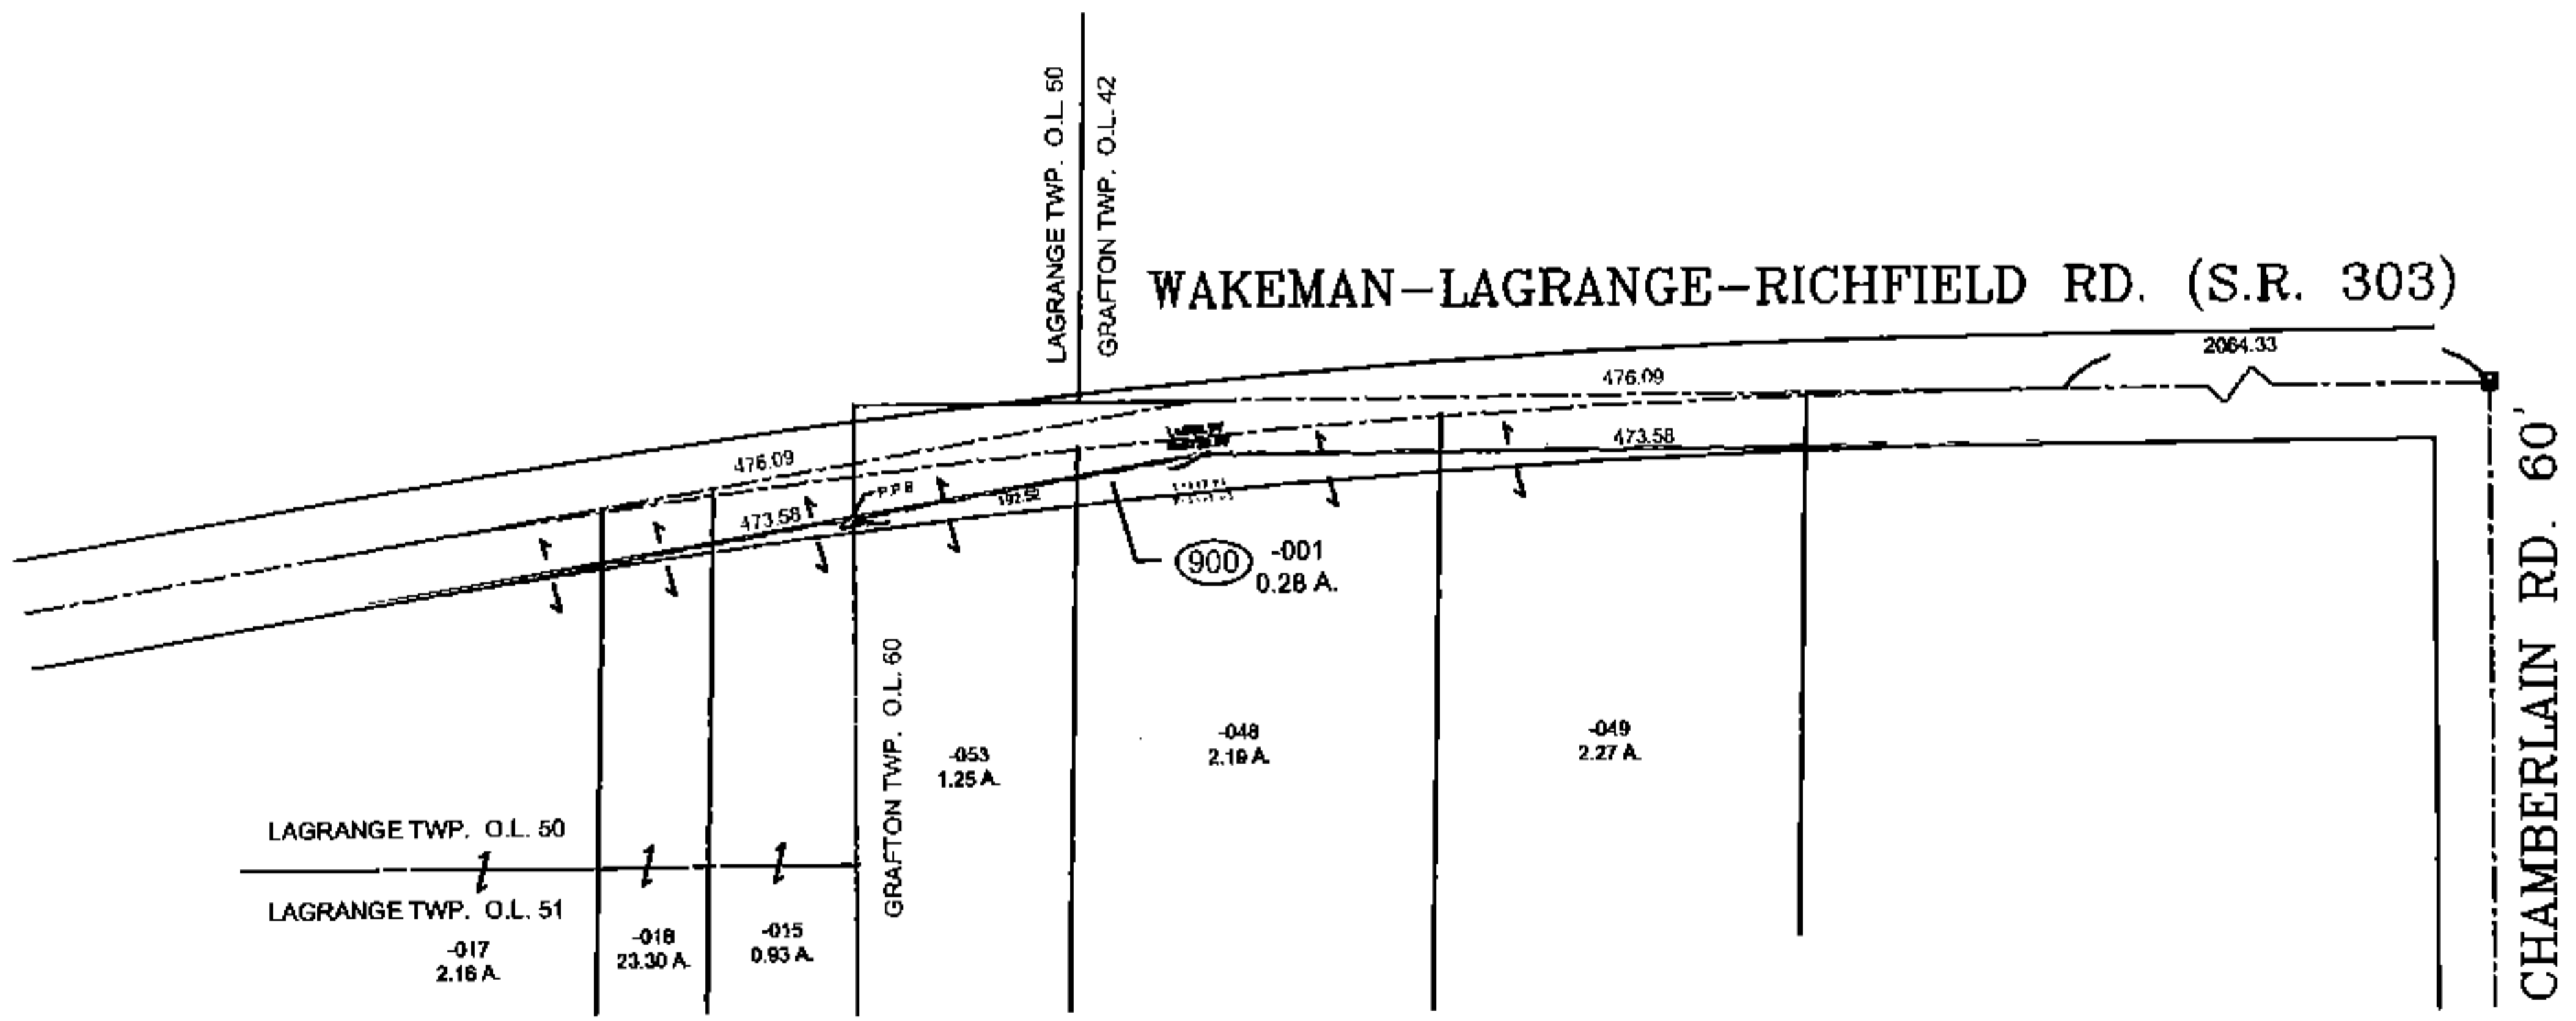 LAGRANGE TWP. O.L. 50
GRAFTON TWP. O.L. 42
WAKEMAN-LAGRANGE-RICHFIELD RD. (S.R. 303)
2064.33
476.09
476.09
473.58
473.58
P.P.B
192.52
900
-001
0.28 A.
CHAMBERLAIN RD. 60'
GRAFTON TWP. O.L. 60
-053
1.25 A.
-048
2.19 A.
-049
2.27 A.
LAGRANGE TWP. O.L. 50
LAGRANGE TWP. O.L. 51
-017
2.16 A.
-016
23.30 A.
-015
0.93 A.